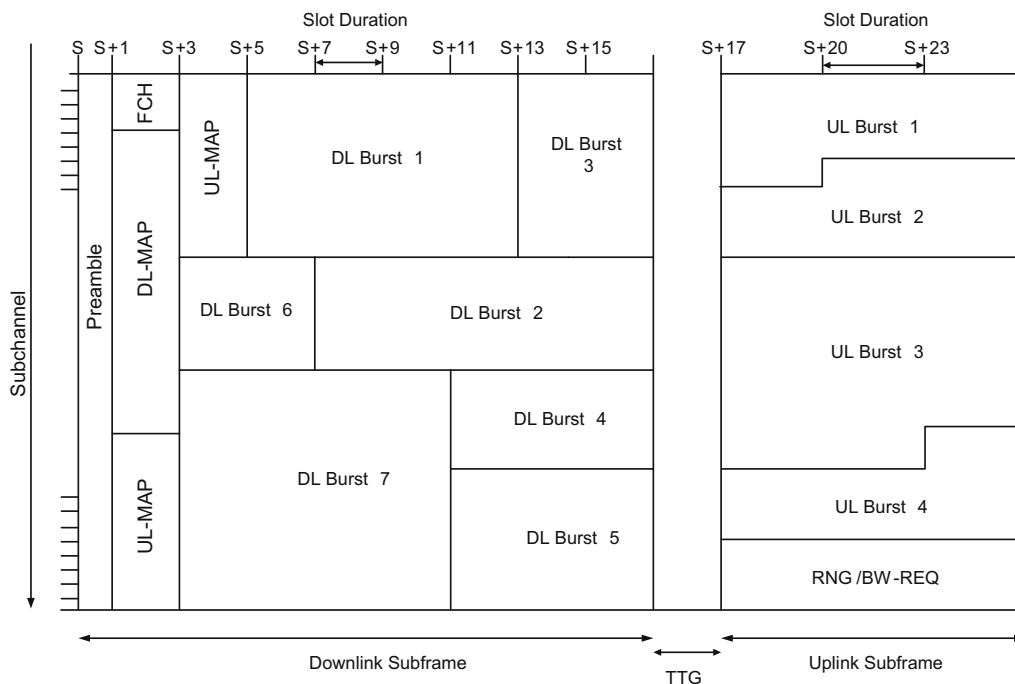 Slot Duration
Slot Duration
S S+1 S+3 S+5 S+7 S+9 S+11 S+13 S+15 S+17 S+20 S+23
FCH
UL-MAP
DL Burst 1
DL Burst
3
UL Burst 1
UL Burst 2
Subchannel
Preamble
DL-MAP
DL Burst 6
DL Burst 2
UL Burst 3
DL Burst 4
UL-MAP
DL Burst 7
DL Burst 5
UL Burst 4
RNG /BW-REQ
Downlink Subframe
TTG
Uplink Subframe